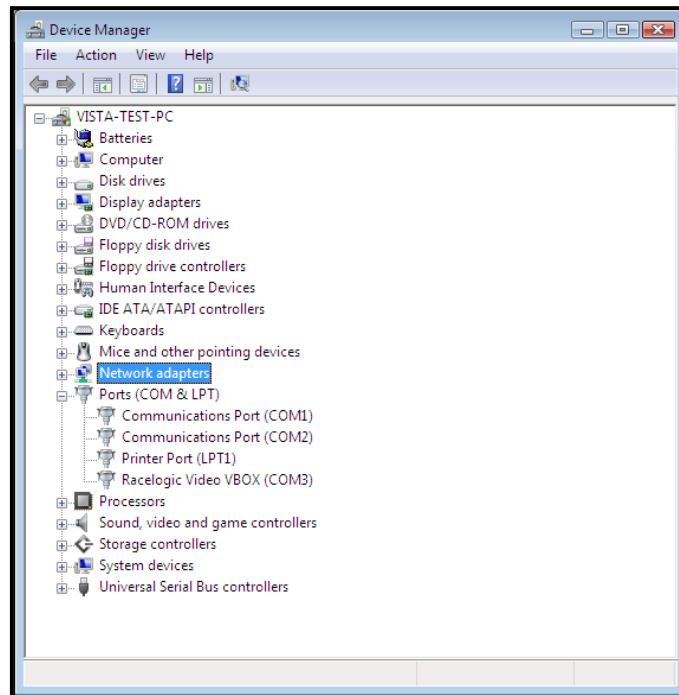 Device Manager
File Action View Help
VISTA-TEST-PC
Batteries
Computer
Disk drives
Display adapters
DVD/CD-ROM drives
Floppy disk drives
Floppy drive controllers
Human Interface Devices
IDE ATA/ATAPI controllers
Keyboards
Mice and other pointing devices
Network adapters
Ports (COM & LPT)
Communications Port (COM1)
Communications Port (COM2)
Printer Port (LPT1)
Racelogic Video VBOX (COM3)
Processors
Sound, video and game controllers
Storage controllers
System devices
Universal Serial Bus controllers